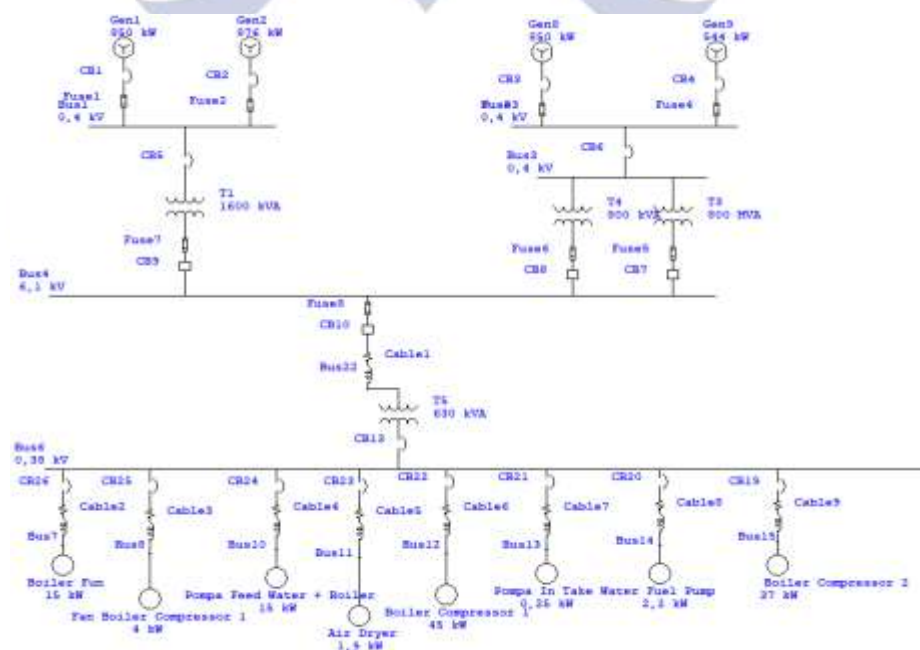 Gen1
850 kW
Gen2
876 kW
Gen8
850 kW
Gen9
544 kW
CB1
CB2
CB3
CB4
Fuse1
Fuse2
Fuse4
Bus1
0,4 kV
0,4 kV
CB5
CB6
Bus3
0,4 kV
T1
1600 kVA
T4
800 kVA
T3
800 MVA
Fuse7
Fuse6
Fuse5
CB9
CB8
CB7
Bus4
6,1 kV
Fuse8
CB10
Cable1
Bus22
T5
630 kVA
CB13
Bus6
0,38 kV
CB26
CB25
CB24
CB23
CB22
CB21
CB20
CB19
Cable2
Cable3
Cable4
Cable5
Cable6
Cable7
Cable8
Cable9
Bus7
Bus8
Bus10
Bus11
Bus12
Bus13
Bus14
Bus15
Boiler Fun
15 kW
Fan Boiler Compressor 1
4 kW
Pompa Feed Water + Boiler
15 kW
Air Dryer
1,9 kW
Boiler Compressor 1
45 kW
Pompa In Take Water
0,25 kW
Fuel Pump
2,2 kW
Boiler Compressor 2
37 kW